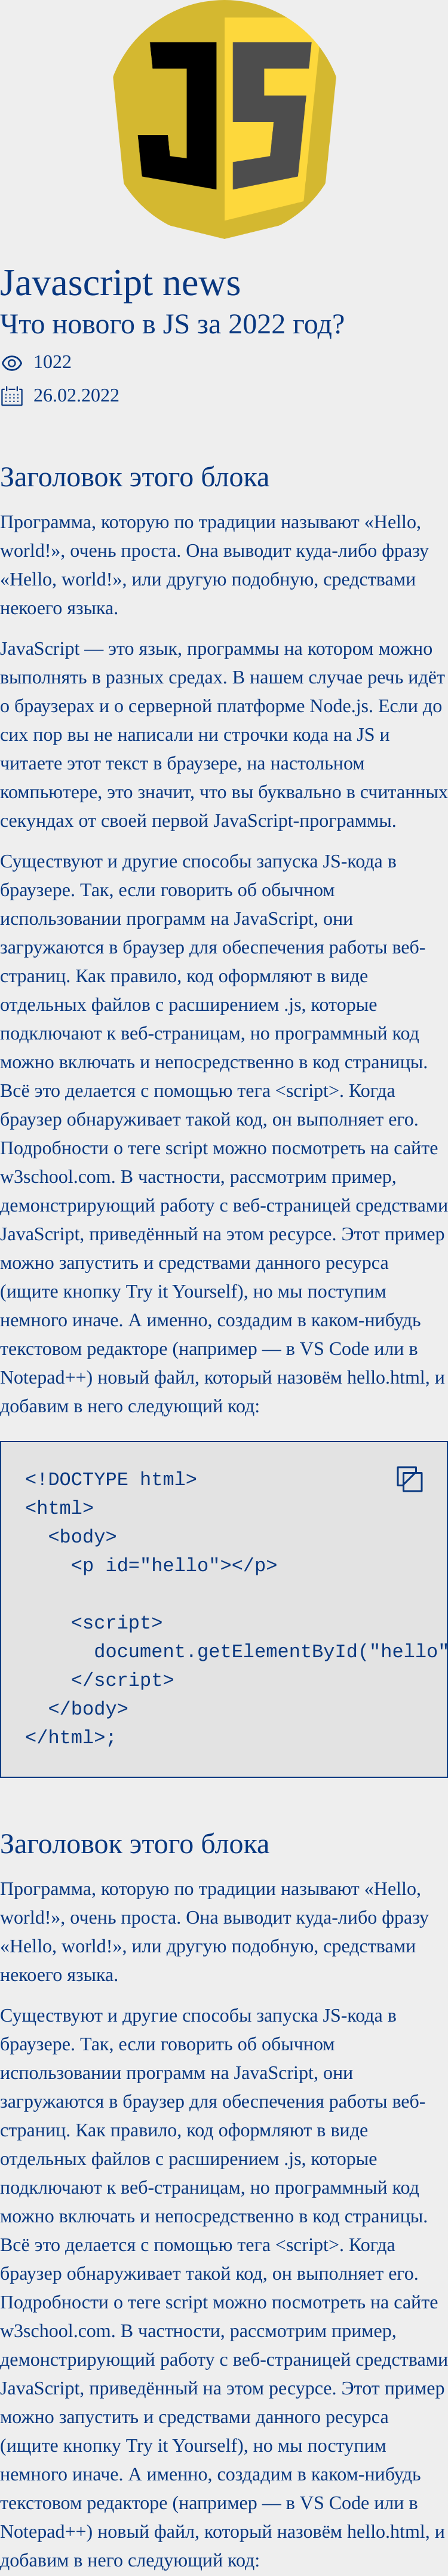 JS
Javascript news
Что нового в JS за 2022 год?
1022
26.02.2022
Заголовок этого блока
Программа, которую по традиции называют «Hello,
world!», очень проста. Она выводит куда-либо фразу
«Hello, world!», или другую подобную, средствами
некоего языка.
JavaScript — это язык, программы на котором можно
выполнять в разных средах. В нашем случае речь идёт
о браузерах и о серверной платформе Node.js. Если до
сих пор вы не написали ни строчки кода на JS и
читаете этот текст в браузере, на настольном
компьютере, это значит, что вы буквально в считанных
секундах от своей первой JavaScript-программы.
Существуют и другие способы запуска JS-кода в
браузере. Так, если говорить об обычном
использовании программ на JavaScript, они
загружаются в браузер для обеспечения работы веб-
страниц. Как правило, код оформляют в виде
отдельных файлов с расширением .js, которые
подключают к веб-страницам, но программный код
можно включать и непосредственно в код страницы.
Всё это делается с помощью тега <script>. Когда
браузер обнаруживает такой код, он выполняет его.
Подробности о теге script можно посмотреть на сайте
w3school.com. В частности, рассмотрим пример,
демонстрирующий работу с веб-страницей средствами
JavaScript, приведённый на этом ресурсе. Этот пример
можно запустить и средствами данного ресурса
(ищите кнопку Try it Yourself), но мы поступим
немного иначе. А именно, создадим в каком-нибудь
текстовом редакторе (например — в VS Code или в
Notepad++) новый файл, который назовём hello.html, и
добавим в него следующий код:
<!DOCTYPE html>
<html>
  <body>
    <p id="hello"></p>
    <script>
      document.getElementById("hello"
    </script>
  </body>
</html>;
Заголовок этого блока
Программа, которую по традиции называют «Hello,
world!», очень проста. Она выводит куда-либо фразу
«Hello, world!», или другую подобную, средствами
некоего языка.
Существуют и другие способы запуска JS-кода в
браузере. Так, если говорить об обычном
использовании программ на JavaScript, они
загружаются в браузер для обеспечения работы веб-
страниц. Как правило, код оформляют в виде
отдельных файлов с расширением .js, которые
подключают к веб-страницам, но программный код
можно включать и непосредственно в код страницы.
Всё это делается с помощью тега <script>. Когда
браузер обнаруживает такой код, он выполняет его.
Подробности о теге script можно посмотреть на сайте
w3school.com. В частности, рассмотрим пример,
демонстрирующий работу с веб-страницей средствами
JavaScript, приведённый на этом ресурсе. Этот пример
можно запустить и средствами данного ресурса
(ищите кнопку Try it Yourself), но мы поступим
немного иначе. А именно, создадим в каком-нибудь
текстовом редакторе (например — в VS Code или в
Notepad++) новый файл, который назовём hello.html, и
добавим в него следующий код: